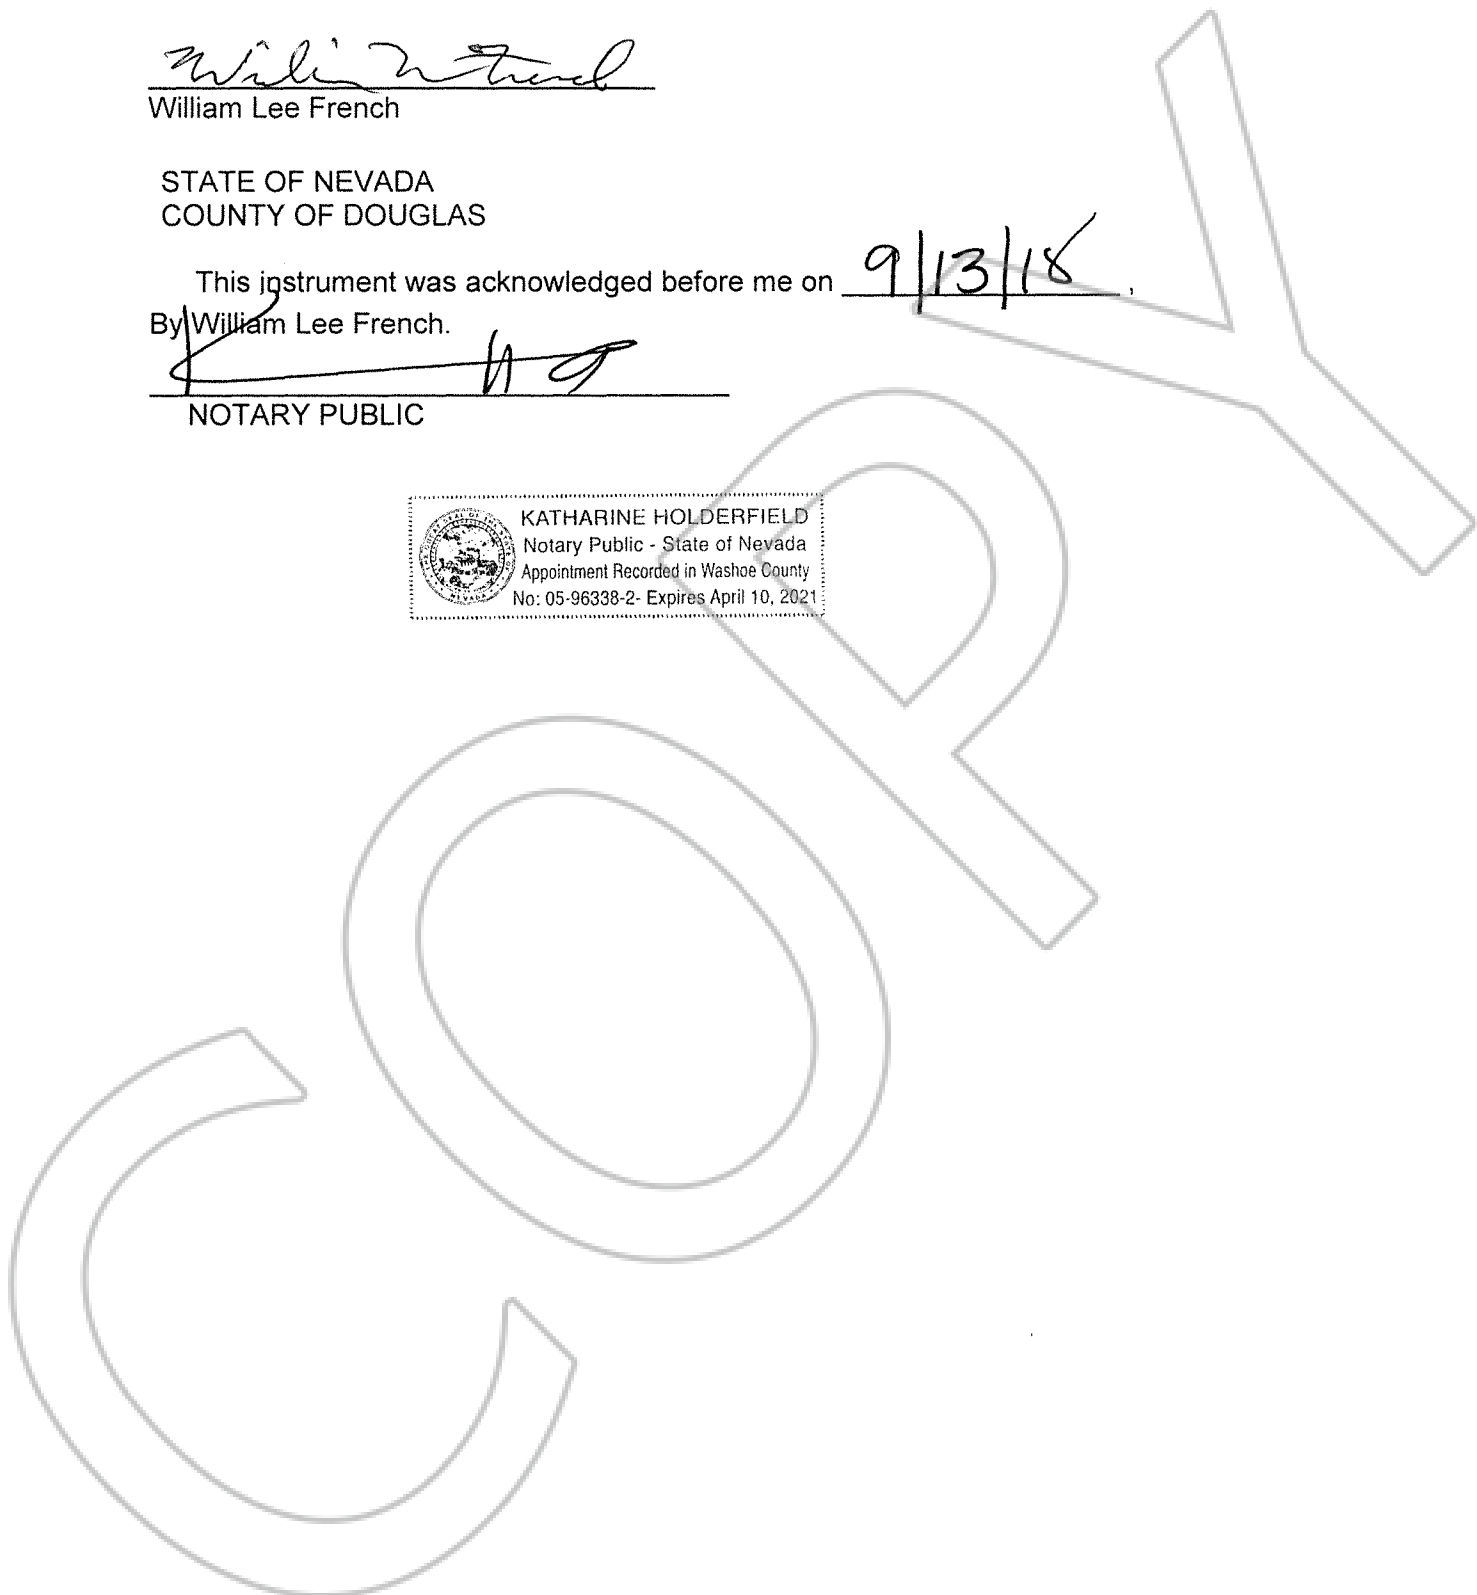 William Lee French
STATE OF NEVADA
COUNTY OF DOUGLAS
This instrument was acknowledged before me on 9/13/18,
By William Lee French.
NOTARY PUBLIC
KATHARINE HOLDERFIELD
Notary Public - State of Nevada
Appointment Recorded in Washoe County
No: 05-96338-2- Expires April 10, 2021
COPY